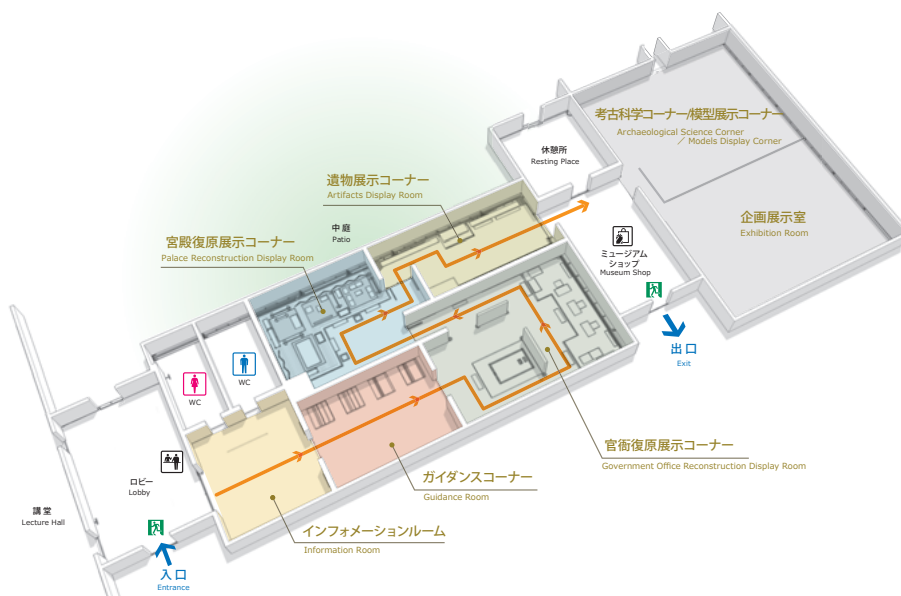 考古科学コーナー/模型展示コーナー
Archaeological Science Corner
/ Models Display Corner
休憩所
Resting Place
遺物展示コーナー
Artifacts Display Room
企画展示室
Exhibition Room
中庭
Patio
宮殿復原展示コーナー
Palace Reconstruction Display Room
ミュージアム
ショップ
Museum Shop
出口
Exit
WC
WC
官衙復原展示コーナー
Government Office Reconstruction Display Room
ガイダンスコーナー
Guidance Room
ロビー
Lobby
講堂
Lecture Hall
インフォメーションルーム
Information Room
入口
Entrance